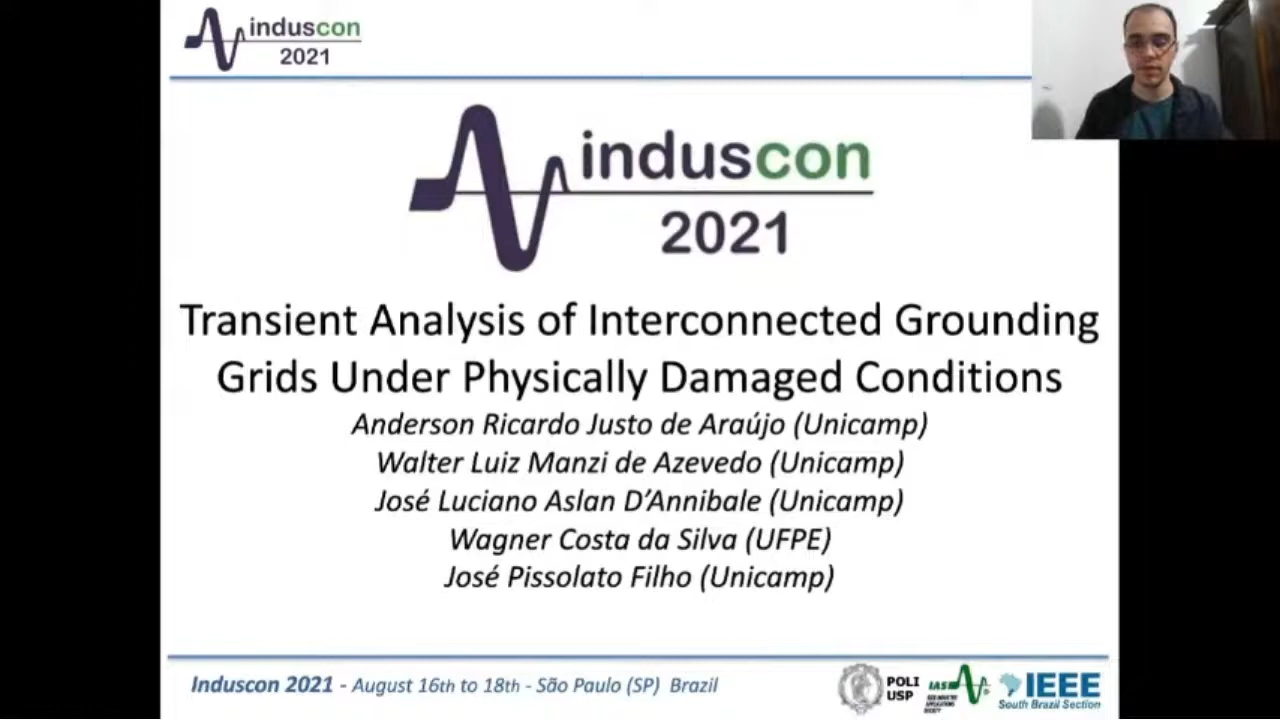 induscon
2021
induscon
2021
Transient Analysis of Interconnected Grounding
Grids Under Physically Damaged Conditions
Anderson Ricardo Justo de Araújo (Unicamp)
Walter Luiz Manzi de Azevedo (Unicamp)
José Luciano Aslan D’Annibale (Unicamp)
Wagner Costa da Silva (UFPE)
José Pissolato Filho (Unicamp)
Induscon 2021 - August 16th to 18th - São Paulo (SP) Brazil
POLI
USP
IAS
IEEE
South Brazil Section